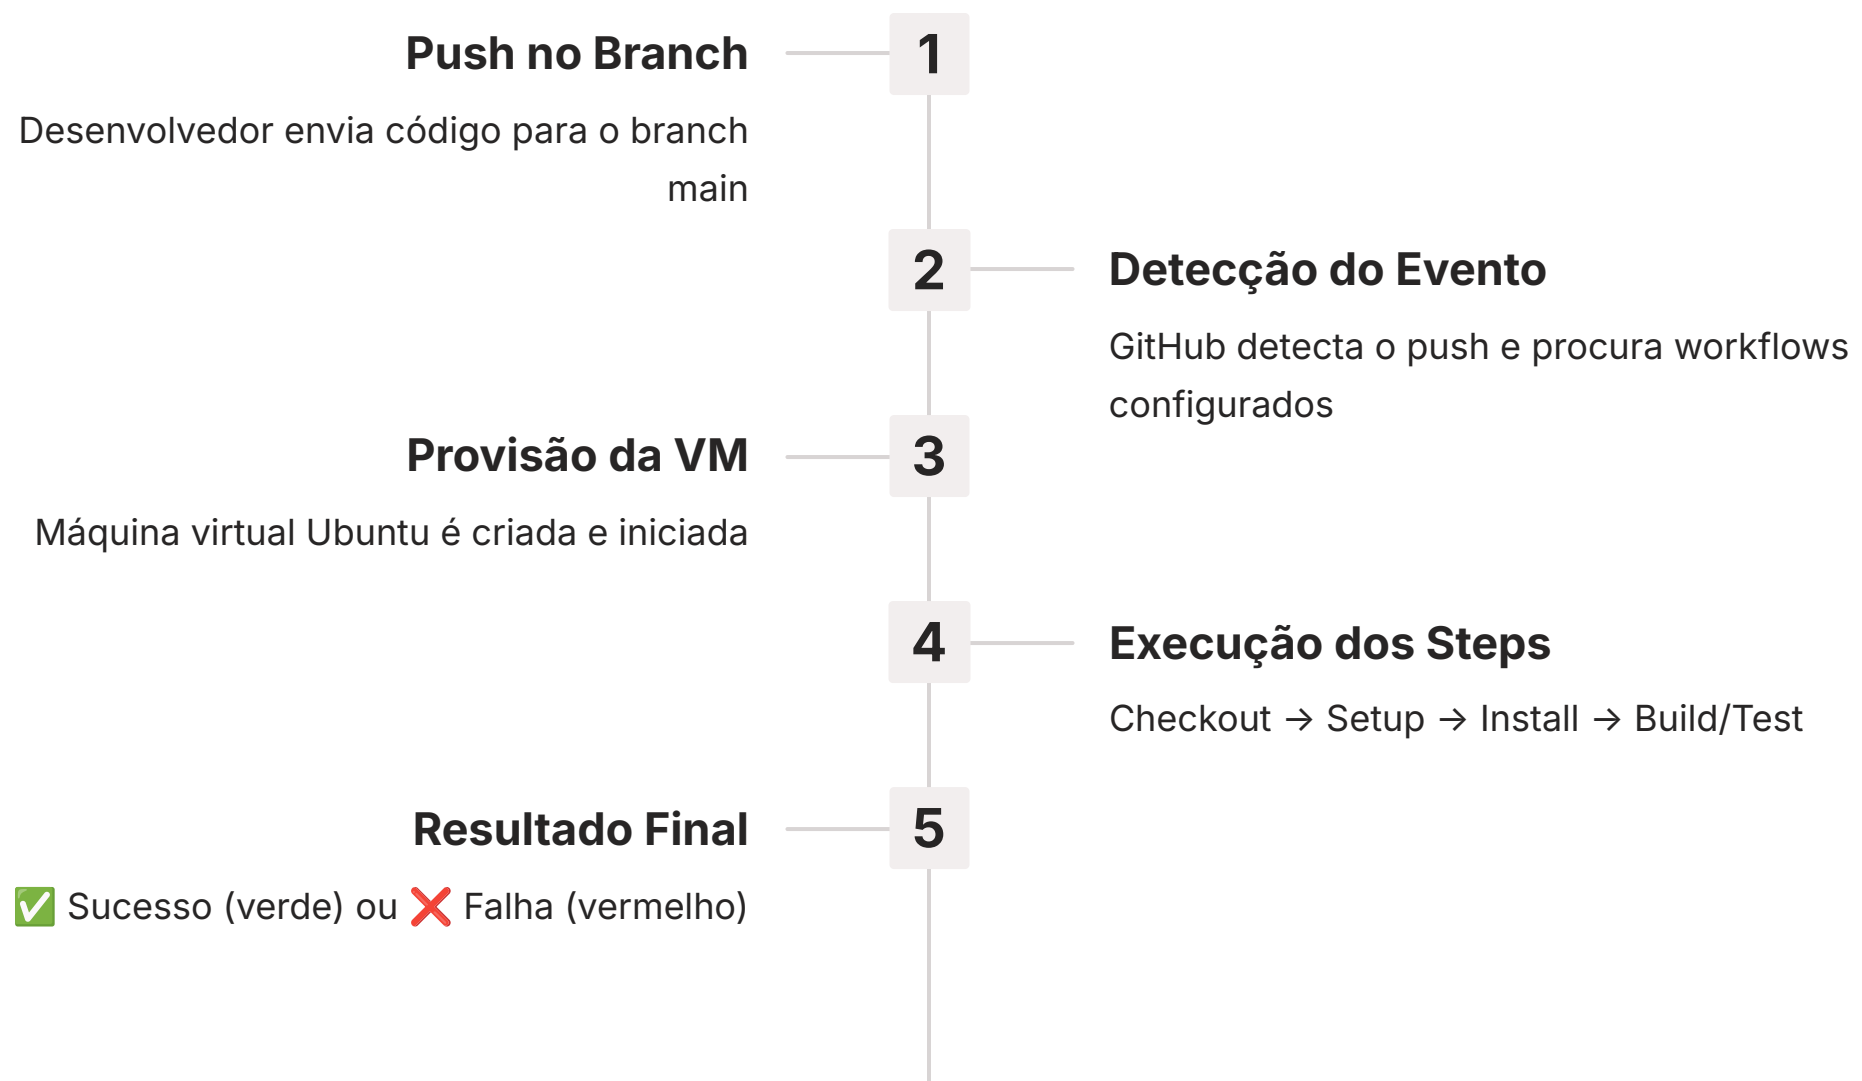 Push no Branch
1
Desenvolvedor envia código para o branch
main
2
Detecção do Evento
GitHub detecta o push e procura workflows
configurados
Provisão da VM
3
Máquina virtual Ubuntu é criada e iniciada
4
Execução dos Steps
Checkout → Setup → Install → Build/Test
Resultado Final
5
✅ Sucesso (verde) ou ❌ Falha (vermelho)